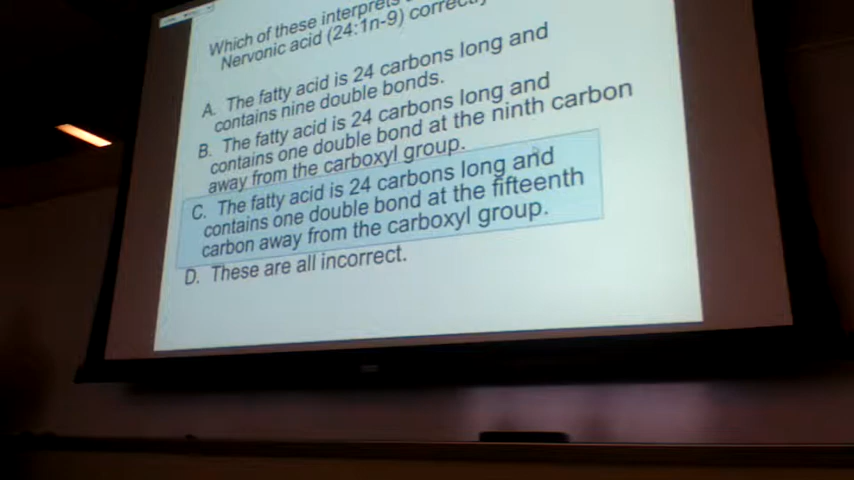 Which of these interprets
Nervonic acid (24:1n-9)
A. The fatty acid is 24 carbons long and
contains nine double bonds.
B. The fatty acid is 24 carbons long and
contains one double bond at the ninth carbon
away from the carboxyl group.
C. The fatty acid is 24 carbons long and
contains one double bond at the fifteenth
carbon away from the carboxyl group.
D. These are all incorrect.